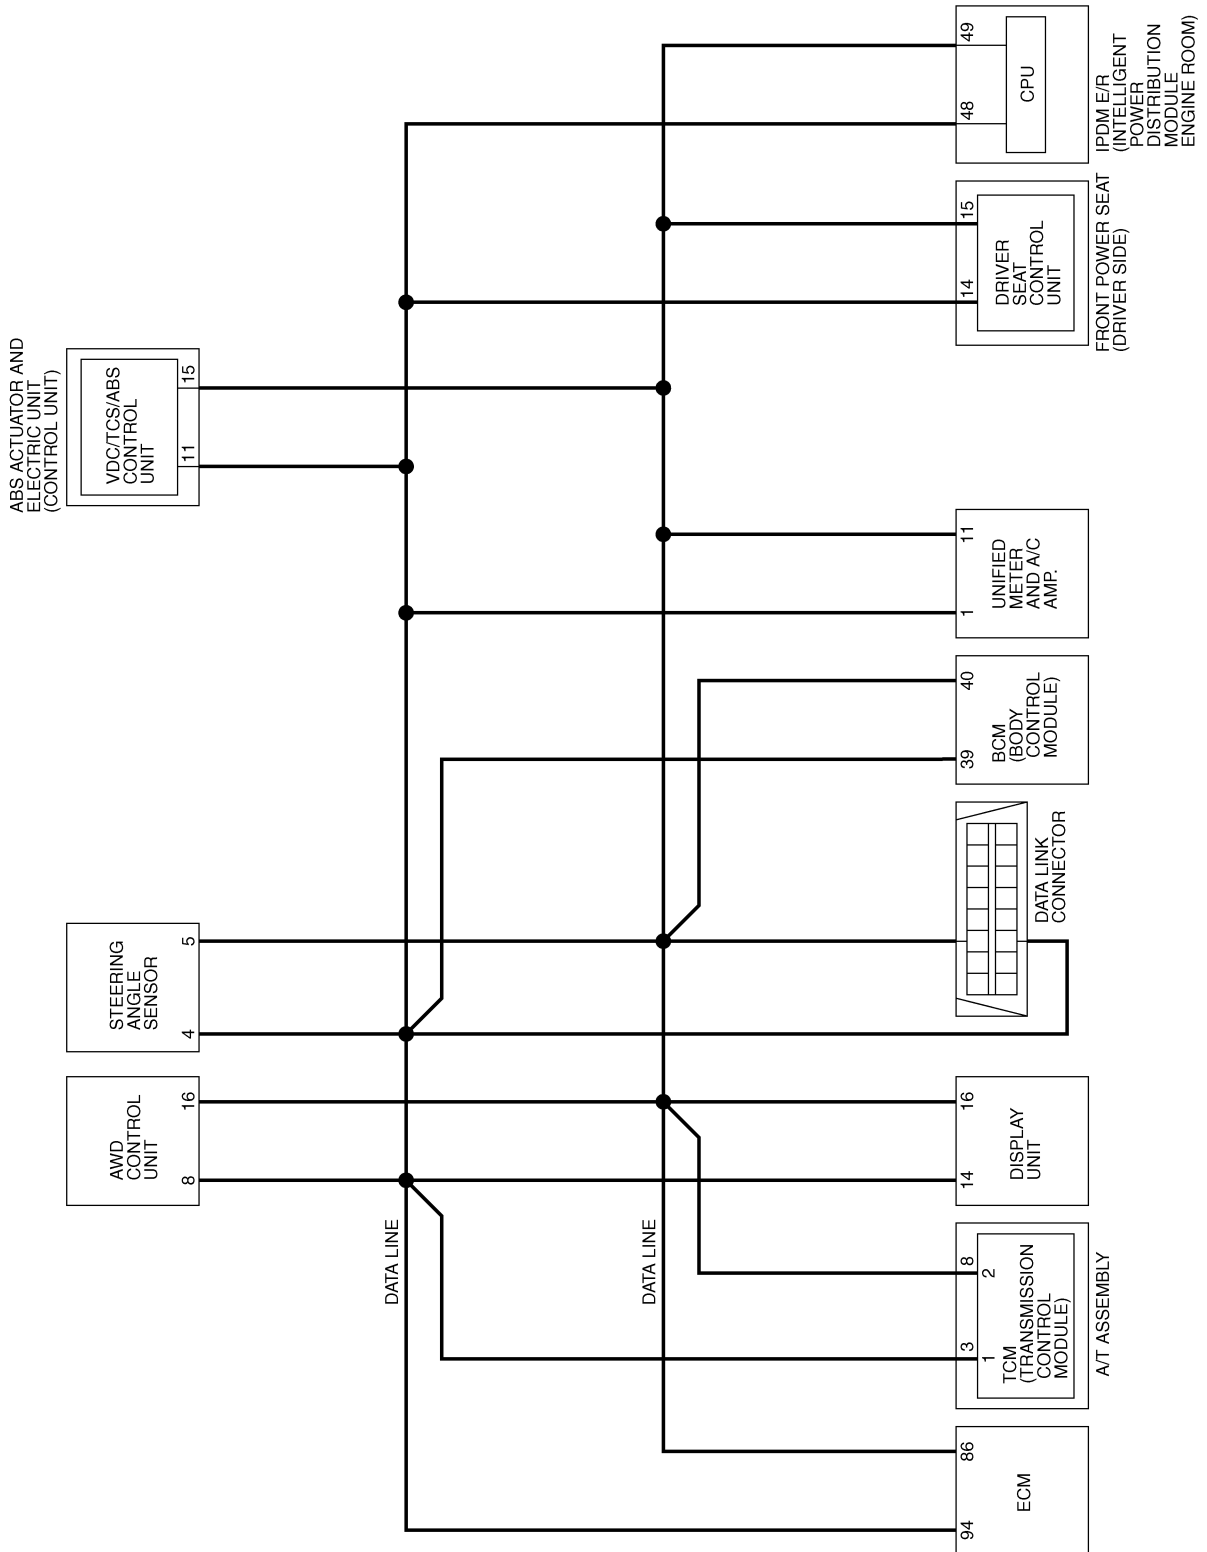 ABS ACTUATOR AND
ELECTRIC UNIT
(CONTROL UNIT)
VDC/TCS/ABS
CONTROL
UNIT
11
15
STEERING
ANGLE
SENSOR
4
5
AWD
CONTROL
UNIT
8
16
DATA LINE
DATA LINE
94
86
ECM
3
8
1
2
TCM
(TRANSMISSION
CONTROL
MODULE)
A/T ASSEMBLY
14
16
DISPLAY
UNIT
DATA LINK
CONNECTOR
39
40
BCM
(BODY
CONTROL
MODULE)
1
11
UNIFIED
METER
AND A/C
AMP.
14
15
DRIVER
SEAT
CONTROL
UNIT
FRONT POWER SEAT
(DRIVER SIDE)
48
49
CPU
IPDM E/R
(INTELLIGENT
POWER
DISTRIBUTION
MODULE
ENGINE ROOM)